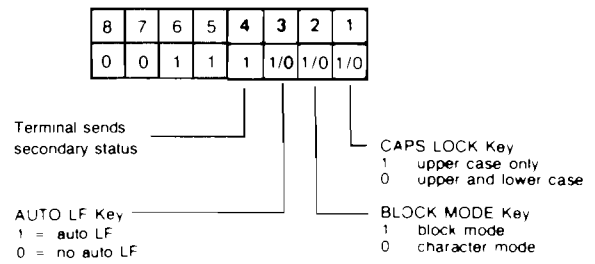 8 7 6 5 4 3 2 1
0 0 1 1 1 1/0 1/0 1/0
Terminal sends
secondary status
CAPS LOCK Key
1 upper case only
0 upper and lower case
AUTO LF Key
1 = auto LF
0 = no auto LF
BLOCK MODE Key
1 block mode
0 character mode